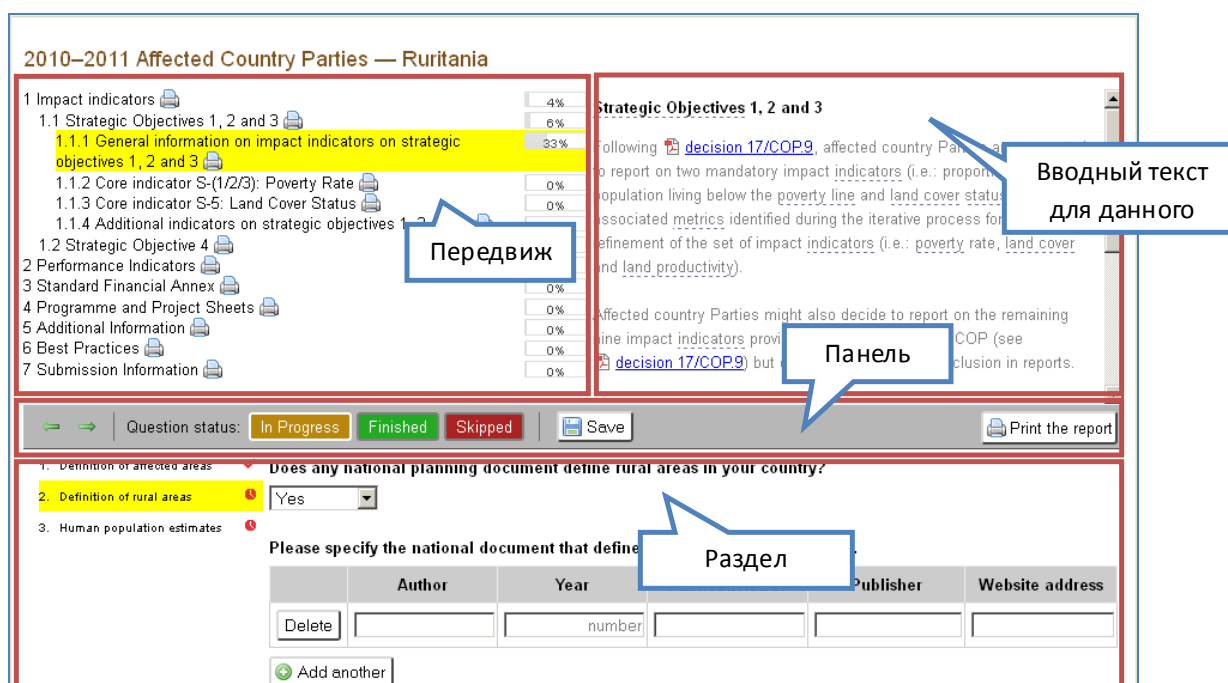 2010–2011 Affected Country Parties — Ruritania
1 Impact indicators 4%
1.1 Strategic Objectives 1, 2 and 3 6%
1.1.1 General information on impact indicators on strategic 33%
objectives 1, 2 and 3
1.1.2 Core indicator S-(1/2/3): Poverty Rate 0%
1.1.3 Core indicator S-5: Land Cover Status 0%
1.1.4 Additional indicators on strategic objectives 1,
1.2 Strategic Objective 4
2 Performance Indicators
3 Standard Financial Annex 0%
4 Programme and Project Sheets 0%
5 Additional Information 0%
6 Best Practices 0%
7 Submission Information 0%
Передвиж
Strategic Objectives 1, 2 and 3
Following decision 17/COP.9, affected country
to report on two mandatory impact indicators (i.e.:
population living below the poverty line and land cover status
associated metrics identified during the iterative process for
refinement of the set of impact indicators (i.e.: poverty rate, land cover
and land productivity).
Affected country Parties might also decide to report on the remaining
nine impact indicators COP (see
decision 17/COP.9) but in reports.
Вводный текст
для данного
Панель
Question status: In Progress Finished Skipped Save Print the report
1. Definition of affected areas
2. Definition of rural areas
3. Human population estimates
Does any national planning document define rural areas in your country?
Yes
Please specify the national document that
Раздел
Author Year Publisher Website address
Delete number
Add another